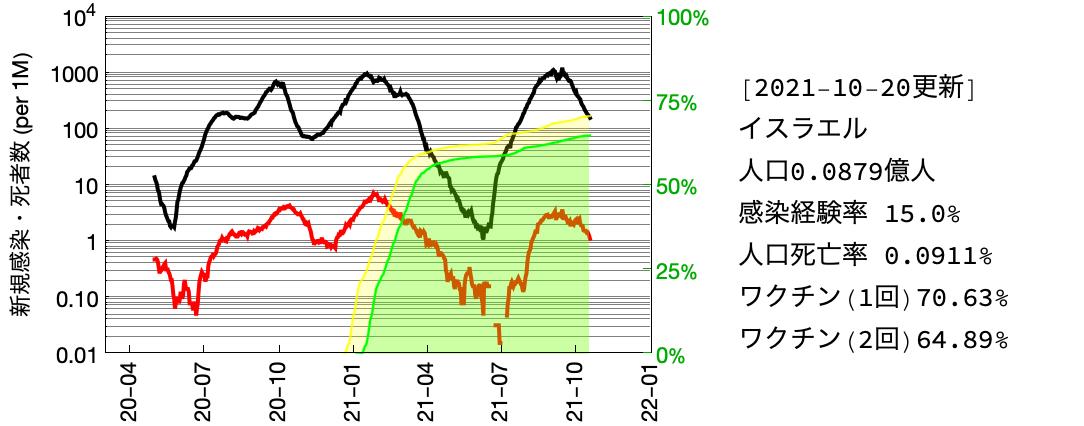 新規感染・死者数 (per 1M)
10^4
1000
100
10
1
0.10
0.01
100%
75%
50%
25%
0%
20-04
20-07
20-10
21-01
21-04
21-07
21-10
22-01
[2021-10-20更新]
イスラエル
人口0.0879億人
感染経験率 15.0%
人口死亡率 0.0911%
ワクチン(1回)70.63%
ワクチン(2回)64.89%